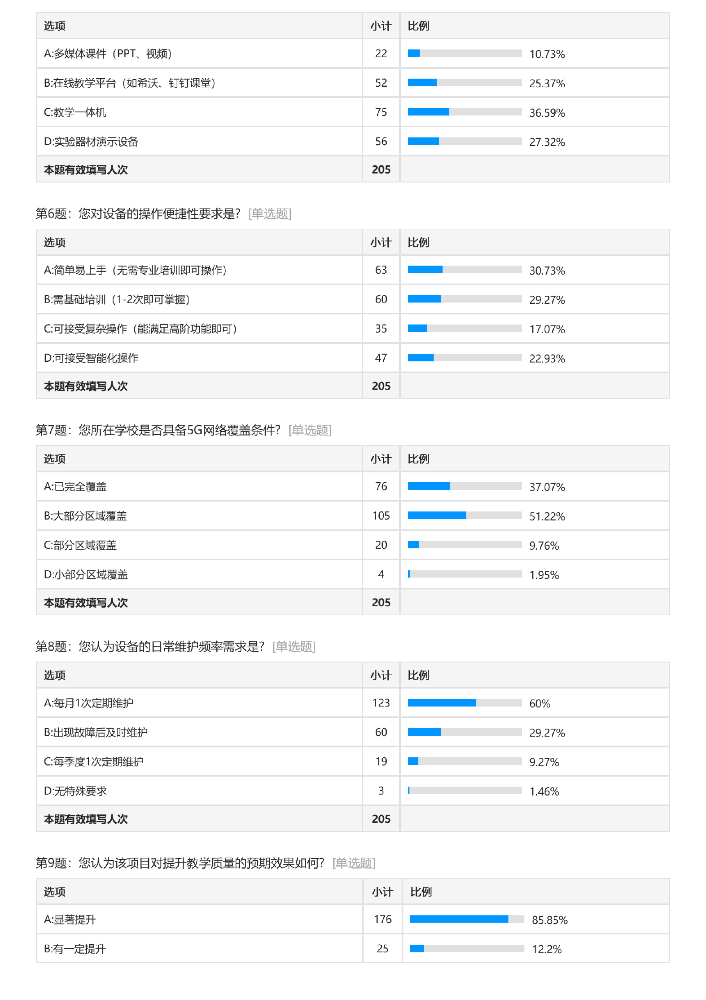 选项 小计 比例
A:多媒体课件（PPT、视频） 22 10.73%
B:在线教学平台（如希沃、钉钉课堂） 52 25.37%
C:教学一体机 75 36.59%
D:实验器材演示设备 56 27.32%
本题有效填写人次 205
第6题：您对设备的操作便捷性要求是? [单选题]
选项 小计 比例
A:简单易上手（无需专业培训即可操作） 63 30.73%
B:需基础培训（1-2次即可掌握） 60 29.27%
C:可接受复杂操作（能满足高阶功能即可） 35 17.07%
D:可接受智能化操作 47 22.93%
本题有效填写人次 205
第7题：您所在学校是否具备5G网络覆盖条件? [单选题]
选项 小计 比例
A:已完全覆盖 76 37.07%
B:大部分区域覆盖 105 51.22%
C:部分区域覆盖 20 9.76%
D:小部分区域覆盖 4 1.95%
本题有效填写人次 205
第8题：您认为设备的日常维护频率需求是? [单选题]
选项 小计 比例
A:每月1次定期维护 123 60%
B:出现故障后及时维护 60 29.27%
C:每季度1次定期维护 19 9.27%
D:无特殊要求 3 1.46%
本题有效填写人次 205
第9题：您认为该项目对提升教学质量的预期效果如何? [单选题]
选项 小计 比例
A:显著提升 176 85.85%
B:有一定提升 25 12.2%